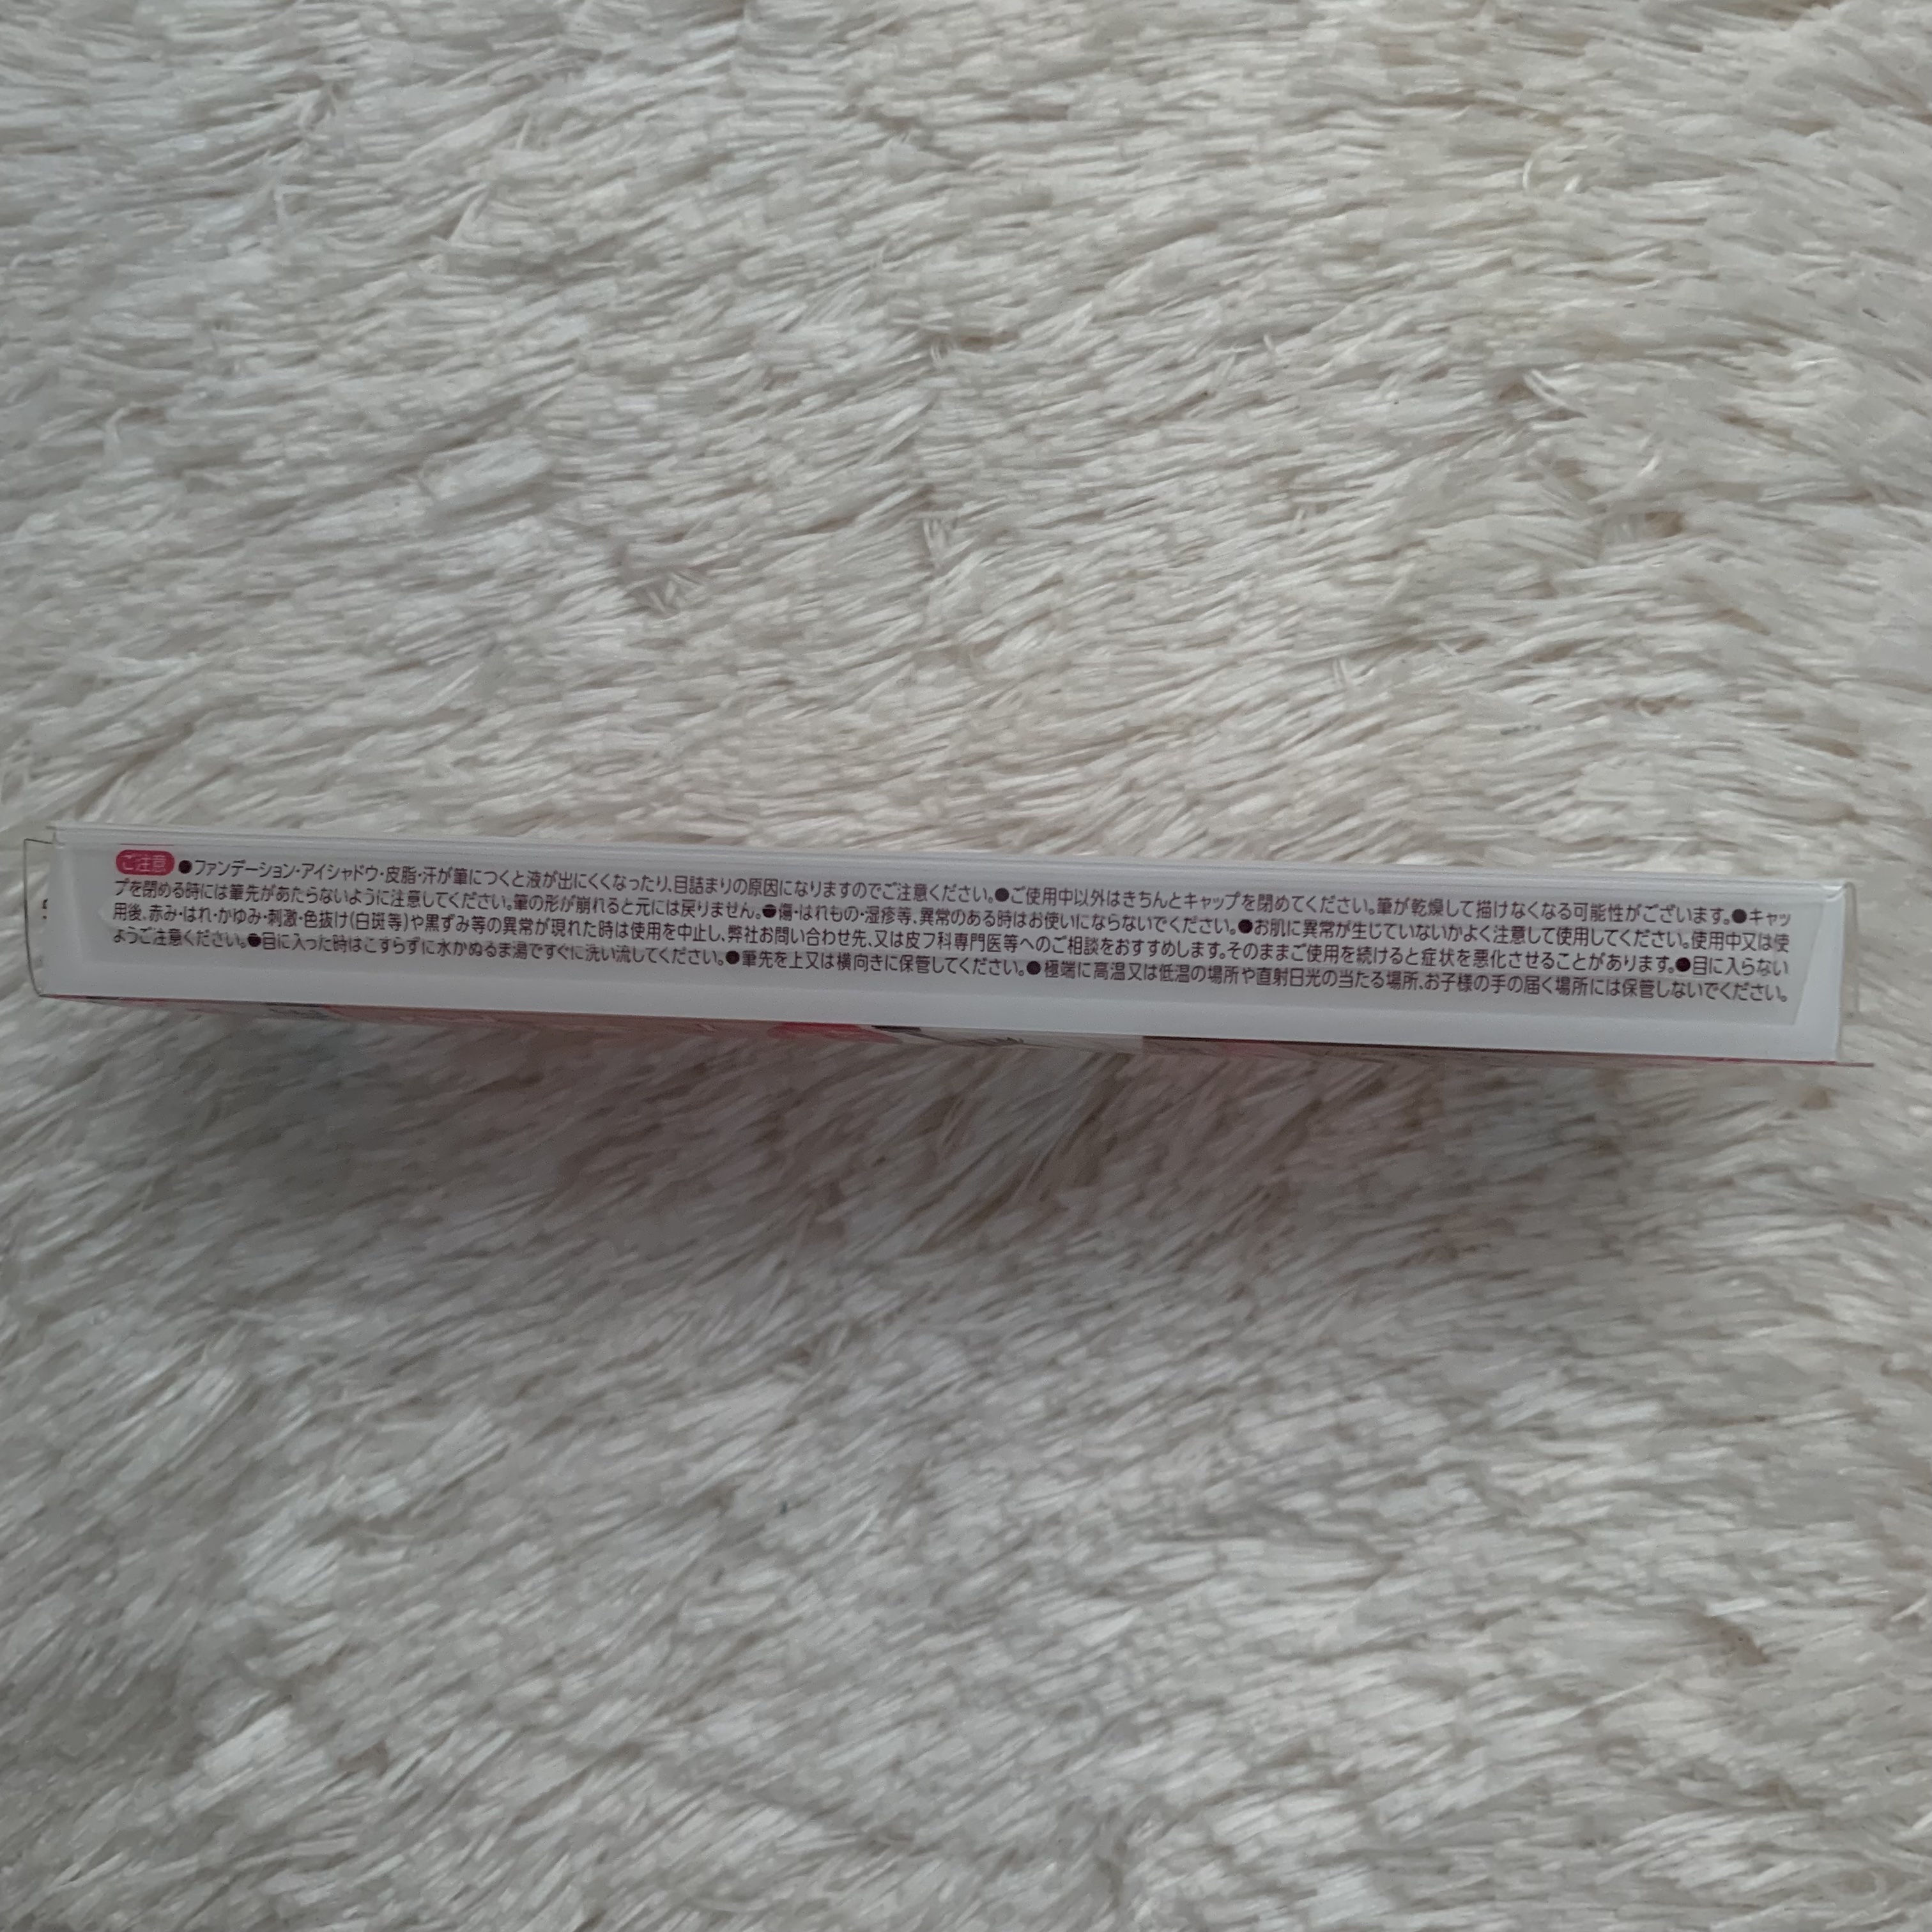 ご注意 ●ファンデーション・アイシャドウ・皮脂・汗が筆につくと液が出にくくなったり、目詰まりの原因になりますのでご注意ください。●ご使用中以外はきちんとキャップを閉めてください。筆が乾燥して描けなくなる可能性がございます。●キャッ
プを閉める時には筆先があたらないように注意してください。筆の形が崩れると元には戻りません。●傷・はれもの・湿疹等、異常のある時はお使いにならないでください。●お肌に異常が生じていないかよく注意して使用してください。使用中又は使
用後、赤み・はれ・かゆみ・刺激・色抜け(白斑等)や黒ずみ等の異常が現れた時は使用を中止し、弊社お問い合わせ先、又は皮フ科専門医等へのご相談をおすすめします。そのままご使用を続けると症状を悪化させることがあります。●目に入らない
ようご注意ください。●目に入った時はこすらずに水かぬるま湯ですぐに洗い流してください。●筆先を上又は横向きに保管してください。●極端に高温又は低温の場所や直射日光の当たる場所、お子様の手の届く場所には保管しないでください。